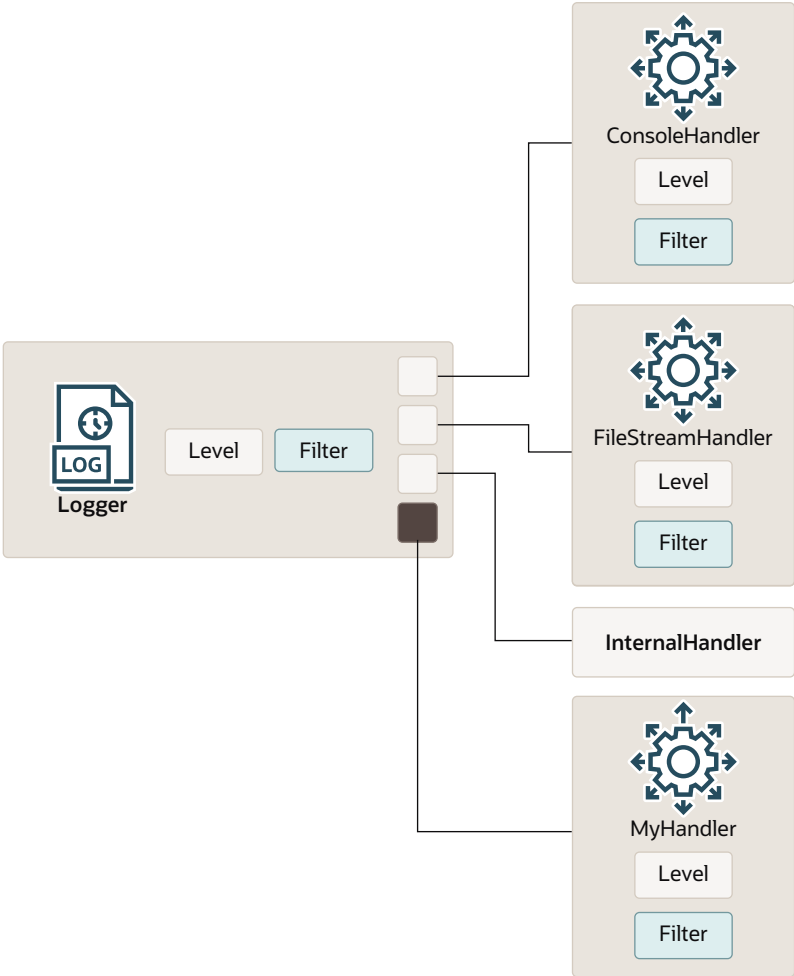 ConsoleHandler
Level
Filter
LOG
Logger
Level
Filter
FileStreamHandler
Level
Filter
InternalHandler
MyHandler
Level
Filter